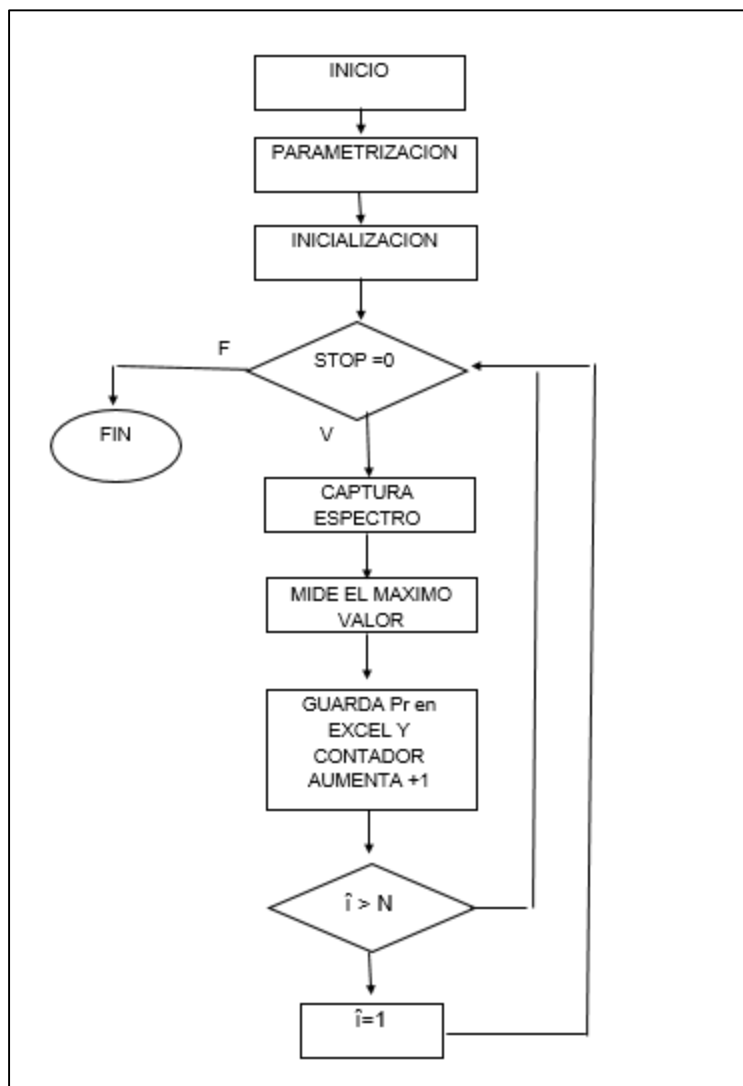 INICIO
PARAMETRIZACION
INICIALIZACION
F
STOP =0
FIN
V
CAPTURA
ESPECTRO
MIDE EL MAXIMO
VALOR
GUARDA Pr en
EXCEL Y
CONTADOR
AUMENTA +1
î > N
î=1